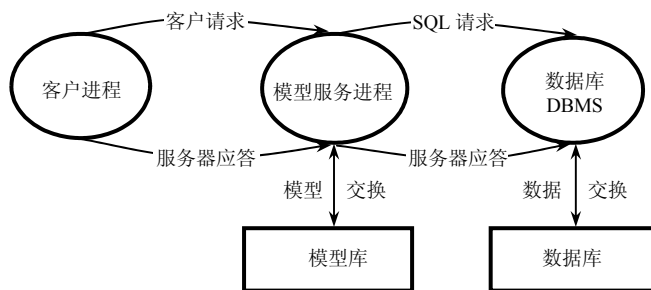 客户请求
SQL 请求
客户进程
模型服务进程
数据库
DBMS
服务器应答
服务器应答
模型
交换
数据
交换
模型库
数据库